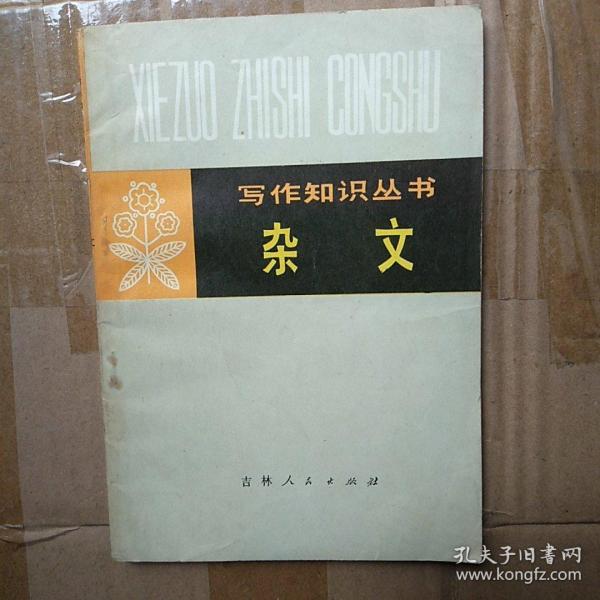 XIEZUO ZHISHI CONGSHU
写作知识丛书
杂文
吉林人民出版社
孔夫子旧书网
www.kongfz.com